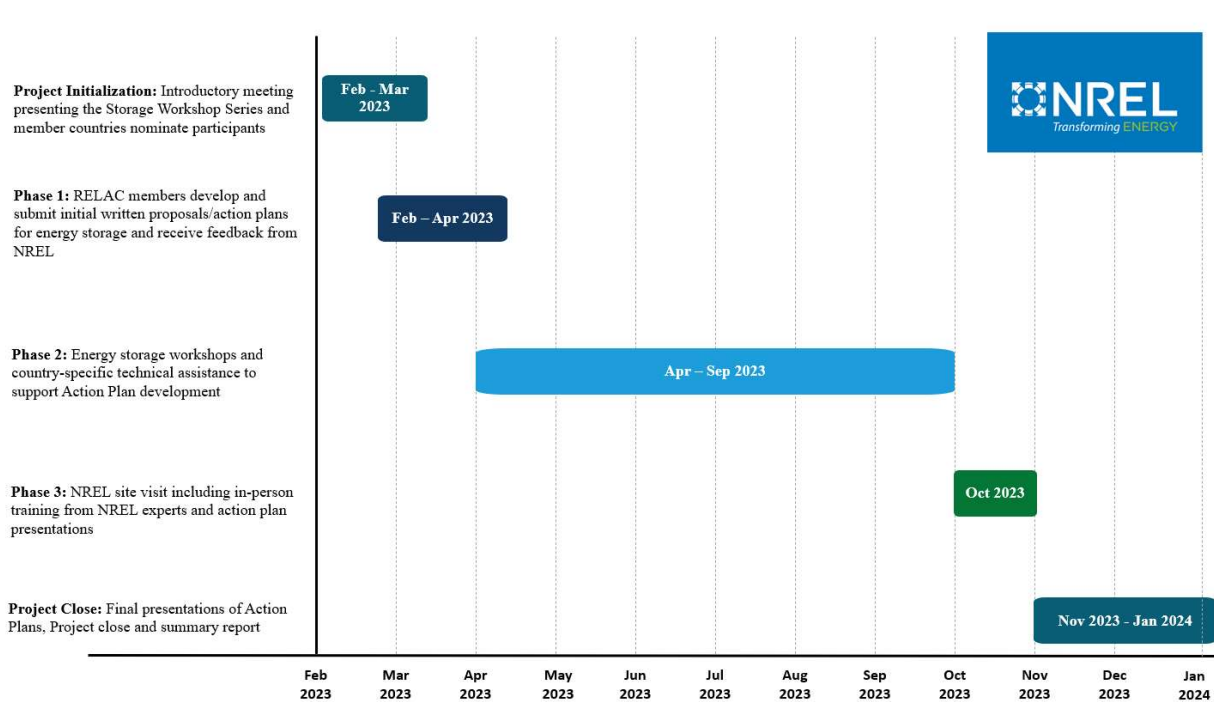 Project Initialization: Introductory meeting
presenting the Storage Workshop Series and
member countries nominate participants
Feb - Mar
2023
NREL
Transforming ENERGY
Phase 1: RELAC members develop and
submit initial written proposals/action plans
for energy storage and receive feedback from
NREL
Feb – Apr 2023
Phase 2: Energy storage workshops and
country-specific technical assistance to
support Action Plan development
Apr – Sep 2023
Phase 3: NREL site visit including in-person
training from NREL experts and action plan
presentations
Oct 2023
Project Close: Final presentations of Action
Plans, Project close and summary report
Nov 2023 - Jan 2024
Feb Mar Apr May Jun Jul Aug Sep Oct Nov Dec Jan
2023 2023 2023 2023 2023 2023 2023 2023 2023 2023 2023 2024